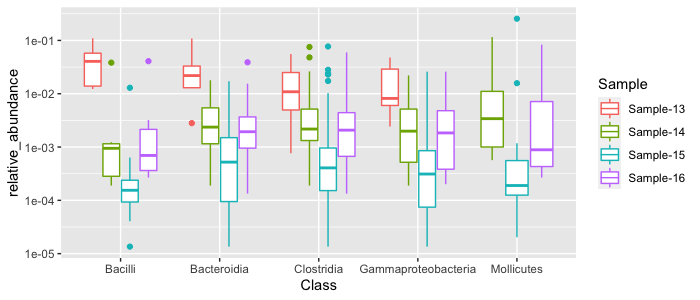 relative_abundance
1e-01
1e-02
1e-03
1e-04
1e-05
Bacilli
Bacteroidia
Clostridia
Gammaproteobacteria
Mollicutes
Class
Sample
Sample-13
Sample-14
Sample-15
Sample-16